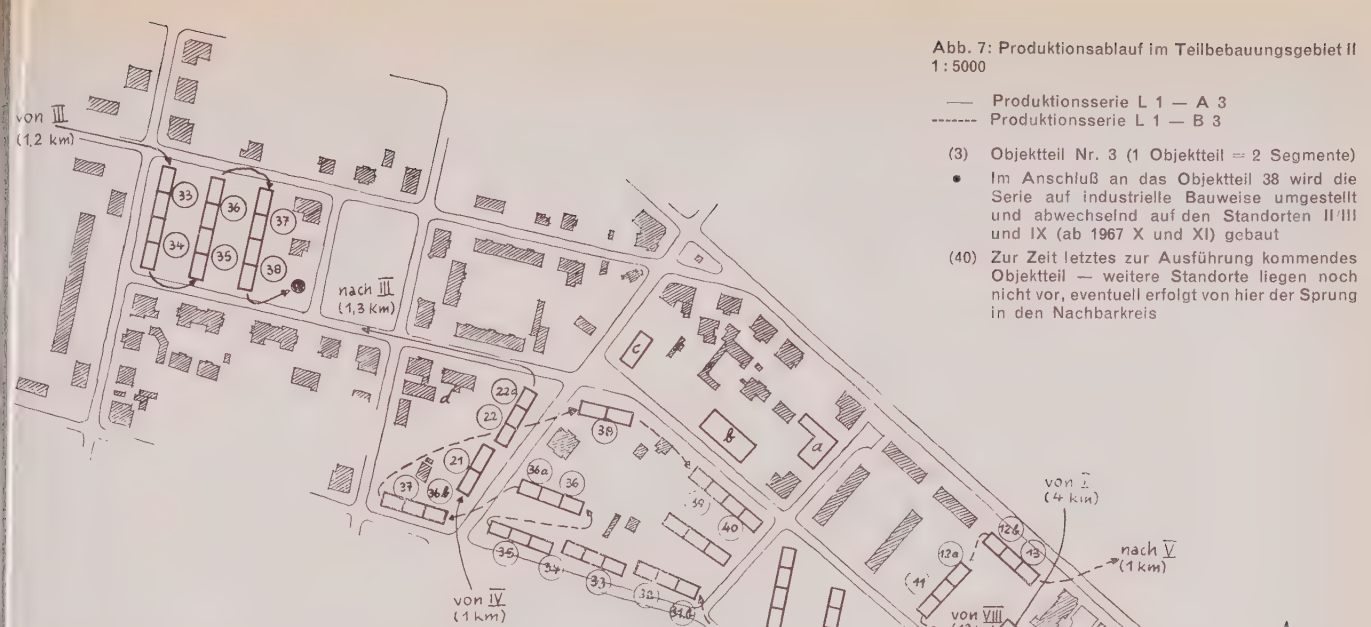 Abb. 7: Produktionsablauf im Teilbebauungsgebiet II
1 : 5000
— Produktionsserie L 1 — A 3
------- Produktionsserie L 1 — B 3
(3) Objektteil Nr. 3 (1 Objektteil = 2 Segmente)
• Im Anschluß an das Objektteil 38 wird die
Serie auf industrielle Bauweise umgestellt
und abwechselnd auf den Standorten II/III
und IX (ab 1967 X und XI) gebaut
(40) Zur Zeit letztes zur Ausführung kommendes
Objektteil — weitere Standorte liegen noch
nicht vor, eventuell erfolgt von hier der Sprung
in den Nachbarkreis
von III
(1,2 km)
33
36
37
34
35
38
nach III
(1,3 km)
c
d
22a
22
38
b
a
21
36a
36
37
36b
39
40
von I
(4 km)
12b
13
12a
nach V
(1 km)
11
35
34
33
32
31b
von IV
(1 km)
von VIII